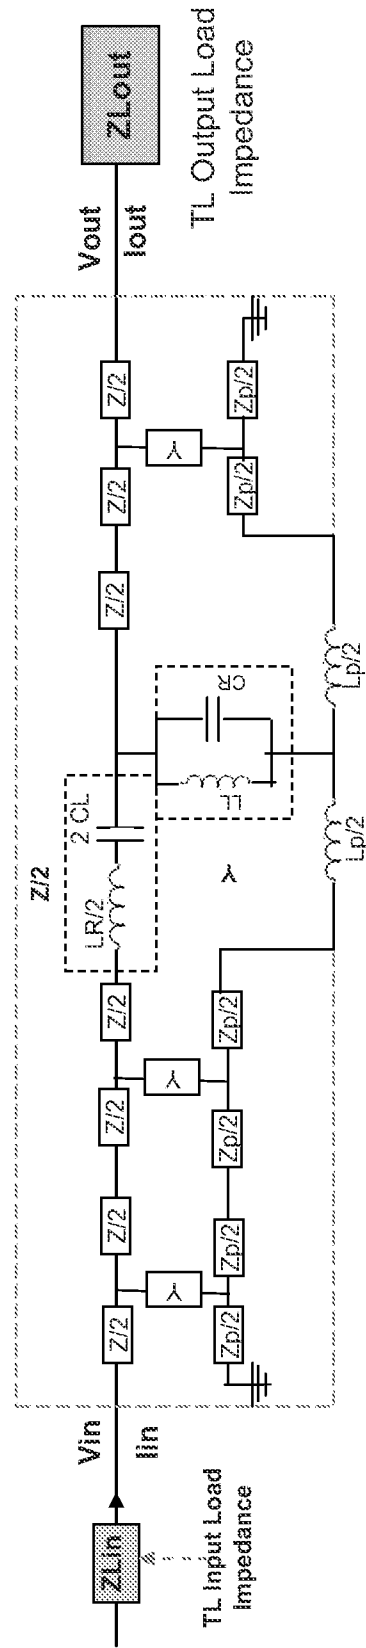 ZLin
TL Input Load
Impedance
Vin
Iin
Z/2
Z/2
Z/2
Z/2
Y
Y
Zp/2
Zp/2
Zp/2
Zp/2
Z/2
LR/2
2 CL
LL
CR
Y
Lp/2
Lp/2
Z/2
Z/2
Z/2
Y
Zp/2
Zp/2
Vout
Iout
ZLout
TL Output Load
Impedance